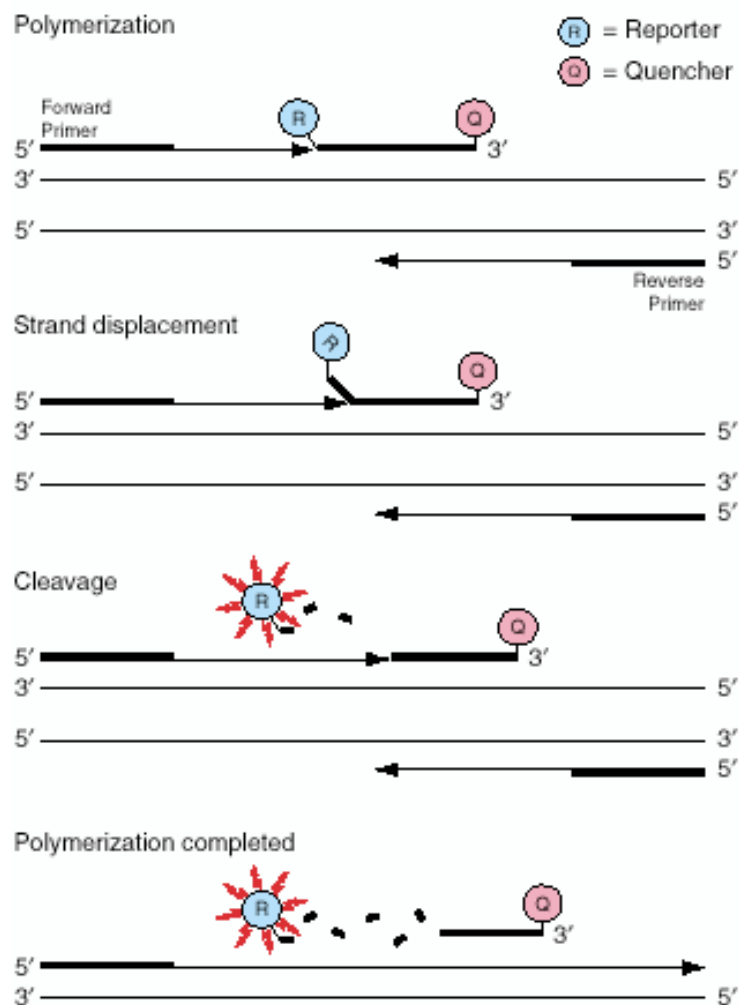 Polymerization
R = Reporter
Q = Quencher
Forward
Primer
R
Q
5′ 3′
3′ 5′
5′ 3′
5′
Reverse
Primer
Strand displacement
R
Q
5′ 3′
3′ 5′
5′ 3′
5′
Cleavage
R
Q
5′ 3′
3′ 5′
5′ 3′
5′
Polymerization completed
R
Q
3′
5′
3′ 5′